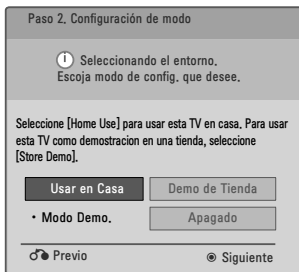 Paso 2. Configuración de modo
i Seleccionando el entorno.
Escoja modo de config. que desee.
Seleccione [Home Use] para usar esta TV en casa. Para usar
esta TV como demostracion en una tienda, seleccione
[Store Demo].
Usar en Casa Demo de Tienda
• Modo Demo. Apagado
Previo Siguiente